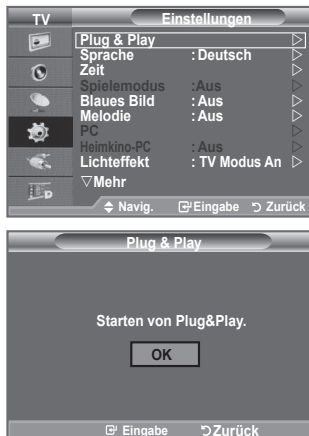 TV Einstellungen
Plug & Play
Sprache : Deutsch
Zeit
Spielemodus :Aus
Blaues Bild : Aus
Melodie : Aus
PC
Heimkino-PC : Aus
Lichteffekt : TV Modus An
▽Mehr
Navig. Eingabe Zurück
Plug & Play
Starten von Plug&Play.
OK
Eingabe Zurück